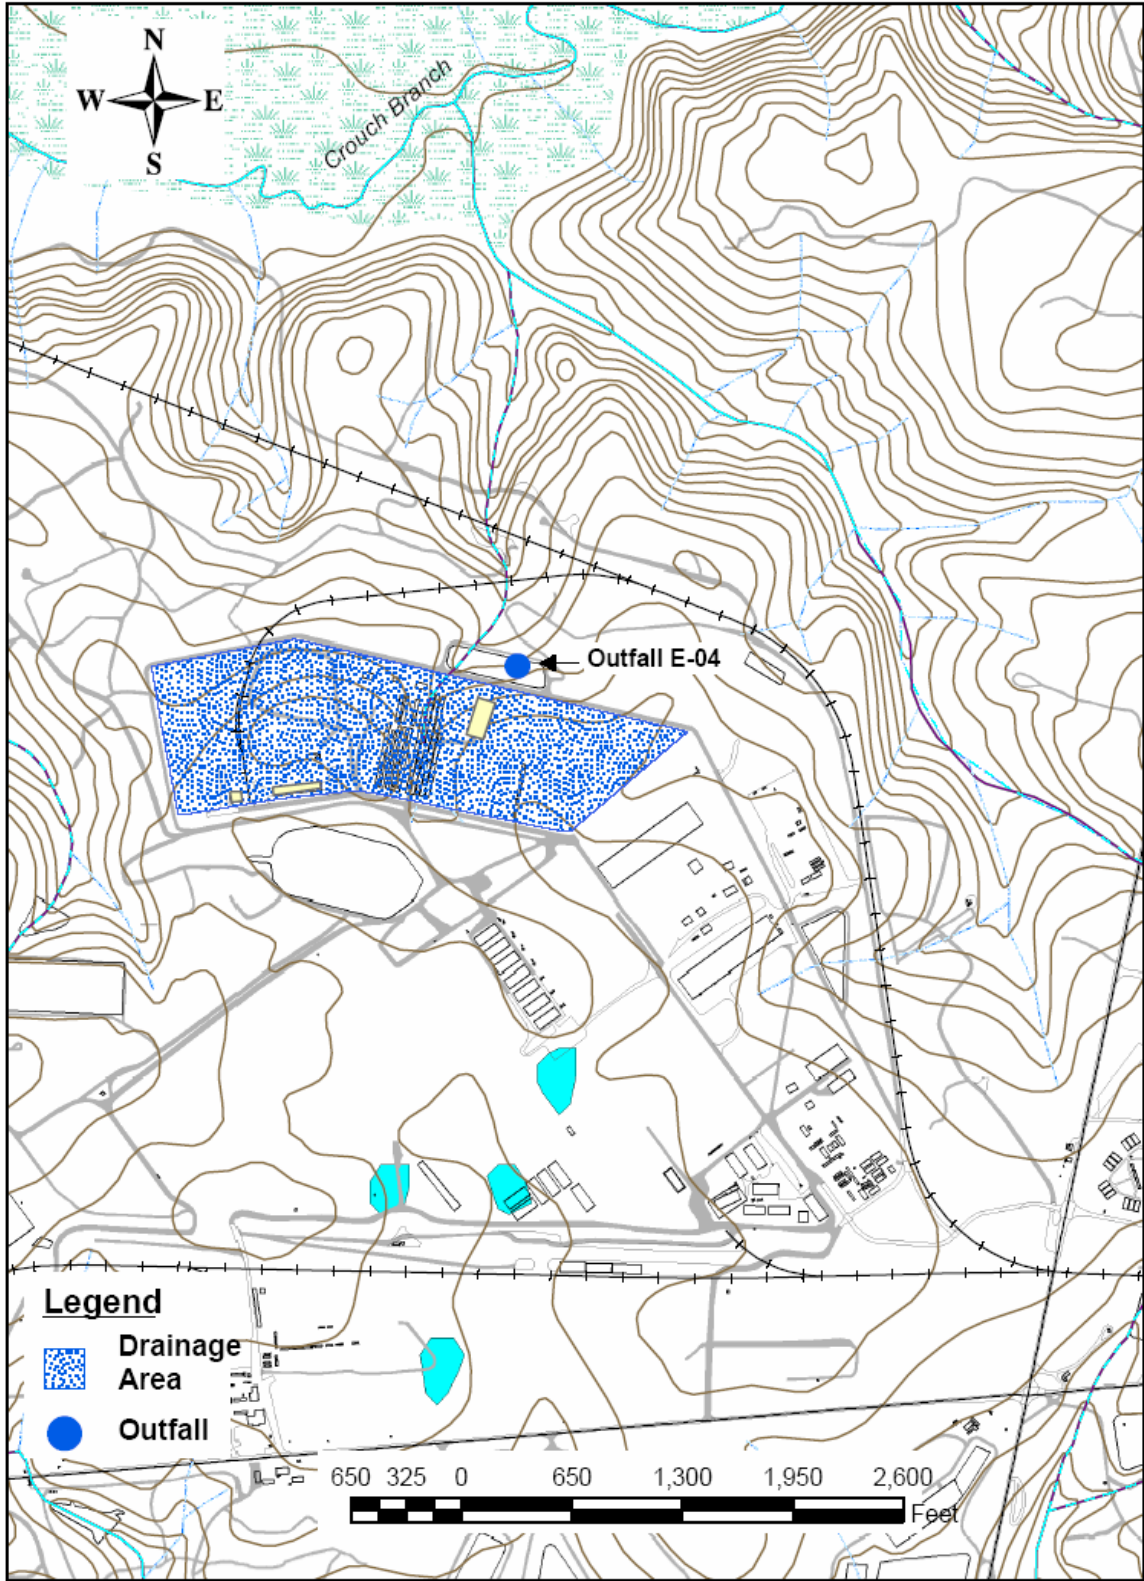 N
W E
S
Crouch Branch
Outfall E-04
Legend
Drainage
Area
Outfall
650 325 0 650 1,300 1,950 2,600
Feet